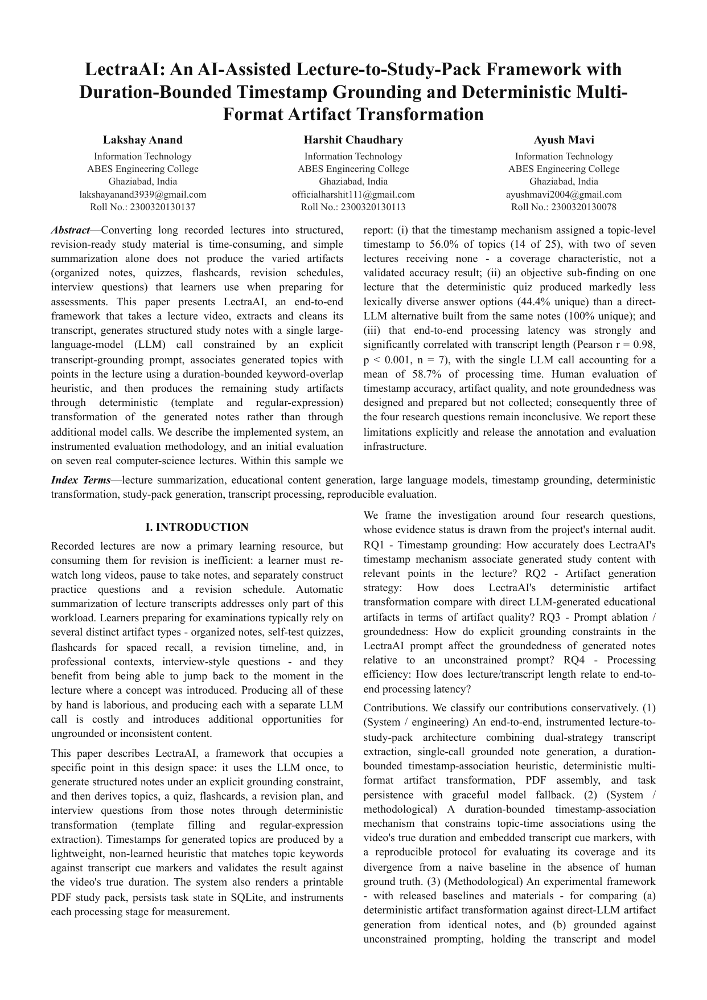 LectraAI: An AI-Assisted Lecture-to-Study-Pack Framework with
Duration-Bounded Timestamp Grounding and Deterministic Multi-
Format Artifact Transformation
Lakshay Anand
Information Technology
ABES Engineering College
Ghaziabad, India
lakshayanand3939@gmail.com
Roll No.: 2300320130137
Harshit Chaudhary
Information Technology
ABES Engineering College
Ghaziabad, India
officialharshit111@gmail.com
Roll No.: 2300320130113
Ayush Mavi
Information Technology
ABES Engineering College
Ghaziabad, India
ayushmavi2004@gmail.com
Roll No.: 2300320130078
Abstract—Converting long recorded lectures into structured,
revision-ready study material is time-consuming, and simple
summarization alone does not produce the varied artifacts
(organized notes, quizzes, flashcards, revision schedules,
interview questions) that learners use when preparing for
assessments. This paper presents LectraAI, an end-to-end
framework that takes a lecture video, extracts and cleans its
transcript, generates structured study notes with a single large-
language-model (LLM) call constrained by an explicit
transcript-grounding prompt, associates generated topics with
points in the lecture using a duration-bounded keyword-overlap
heuristic, and then produces the remaining study artifacts
through deterministic (template and regular-expression)
transformation of the generated notes rather than through
additional model calls. We describe the implemented system, an
instrumented evaluation methodology, and an initial evaluation
on seven real computer-science lectures. Within this sample we
report: (i) that the timestamp mechanism assigned a topic-level
timestamp to 56.0% of topics (14 of 25), with two of seven
lectures receiving none - a coverage characteristic, not a
validated accuracy result; (ii) an objective sub-finding on one
lecture that the deterministic quiz produced markedly less
lexically diverse answer options (44.4% unique) than a direct-
LLM alternative built from the same notes (100% unique); and
(iii) that end-to-end processing latency was strongly and
significantly correlated with transcript length (Pearson r = 0.98,
p < 0.001, n = 7), with the single LLM call accounting for a
mean of 58.7% of processing time. Human evaluation of
timestamp accuracy, artifact quality, and note groundedness was
designed and prepared but not collected; consequently three of
the four research questions remain inconclusive. We report these
limitations explicitly and release the annotation and evaluation
infrastructure.
Index Terms—lecture summarization, educational content generation, large language models, timestamp grounding, deterministic
transformation, study-pack generation, transcript processing, reproducible evaluation.
I. INTRODUCTION
Recorded lectures are now a primary learning resource, but
consuming them for revision is inefficient: a learner must re-
watch long videos, pause to take notes, and separately construct
practice questions and a revision schedule. Automatic
summarization of lecture transcripts addresses only part of this
workload. Learners preparing for examinations typically rely on
several distinct artifact types - organized notes, self-test quizzes,
flashcards for spaced recall, a revision timeline, and, in
professional contexts, interview-style questions - and they
benefit from being able to jump back to the moment in the
lecture where a concept was introduced. Producing all of these
by hand is laborious, and producing each with a separate LLM
call is costly and introduces additional opportunities for
ungrounded or inconsistent content.
This paper describes LectraAI, a framework that occupies a
specific point in this design space: it uses the LLM once, to
generate structured notes under an explicit grounding constraint,
and then derives topics, a quiz, flashcards, a revision plan, and
interview questions from those notes through deterministic
transformation (template filling and regular-expression
extraction). Timestamps for generated topics are produced by a
lightweight, non-learned heuristic that matches topic keywords
against transcript cue markers and validates the result against
the video's true duration. The system also renders a printable
PDF study pack, persists task state in SQLite, and instruments
each processing stage for measurement.
We frame the investigation around four research questions,
whose evidence status is drawn from the project's internal audit.
RQ1 - Timestamp grounding: How accurately does LectraAI's
timestamp mechanism associate generated study content with
relevant points in the lecture? RQ2 - Artifact generation
strategy: How does LectraAI's deterministic artifact
transformation compare with direct LLM-generated educational
artifacts in terms of artifact quality? RQ3 - Prompt ablation /
groundedness: How do explicit grounding constraints in the
LectraAI prompt affect the groundedness of generated notes
relative to an unconstrained prompt? RQ4 - Processing
efficiency: How does lecture/transcript length relate to end-to-
end processing latency?
Contributions. We classify our contributions conservatively. (1)
(System / engineering) An end-to-end, instrumented lecture-to-
study-pack architecture combining dual-strategy transcript
extraction, single-call grounded note generation, a duration-
bounded timestamp-association heuristic, deterministic multi-
format artifact transformation, PDF assembly, and task
persistence with graceful model fallback. (2) (System /
methodological) A duration-bounded timestamp-association
mechanism that constrains topic-time associations using the
video's true duration and embedded transcript cue markers, with
a reproducible protocol for evaluating its coverage and its
divergence from a naive baseline in the absence of human
ground truth. (3) (Methodological) An experimental framework
- with released baselines and materials - for comparing (a)
deterministic artifact transformation against direct-LLM artifact
generation from identical notes, and (b) grounded against
unconstrained prompting, holding the transcript and model